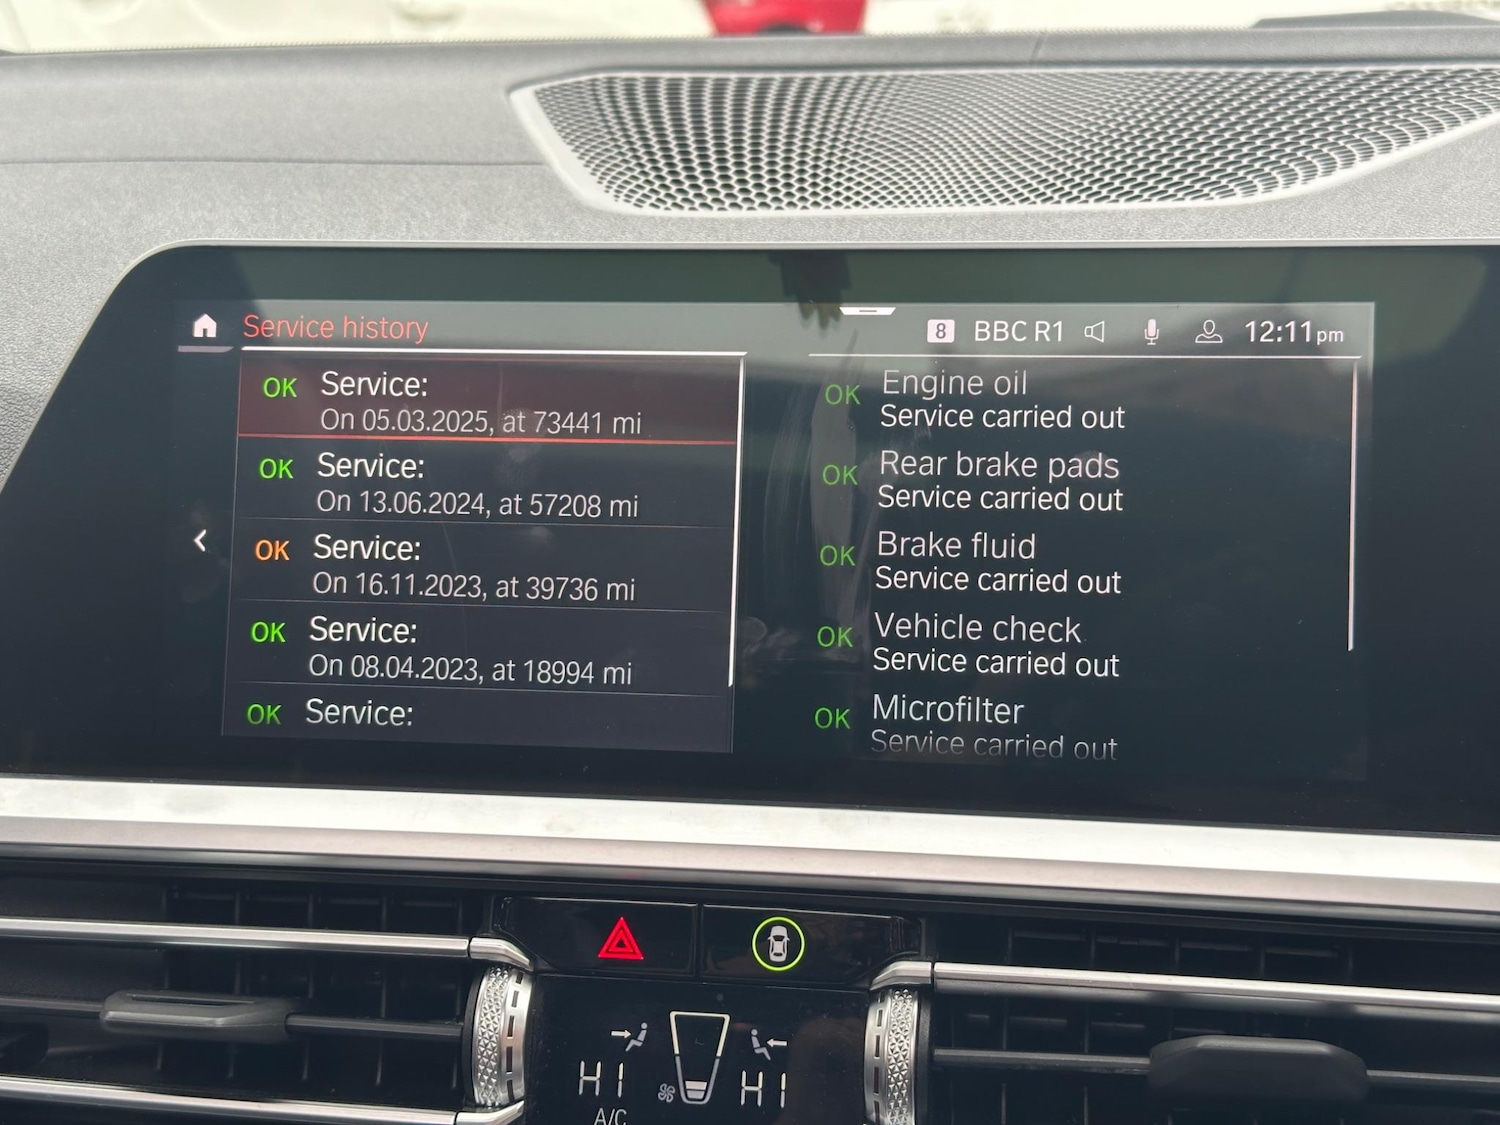 Service history
8 BBC R1 12:11pm
OK Service:
On 05.03.2025, at 73441 mi
OK Service:
On 13.06.2024, at 57208 mi
OK Service:
On 16.11.2023, at 39736 mi
OK Service:
On 08.04.2023, at 18994 mi
OK Service:
OK Engine oil
Service carried out
OK Rear brake pads
Service carried out
OK Brake fluid
Service carried out
OK Vehicle check
Service carried out
OK Microfilter
Service carried out
HI HI
A/C